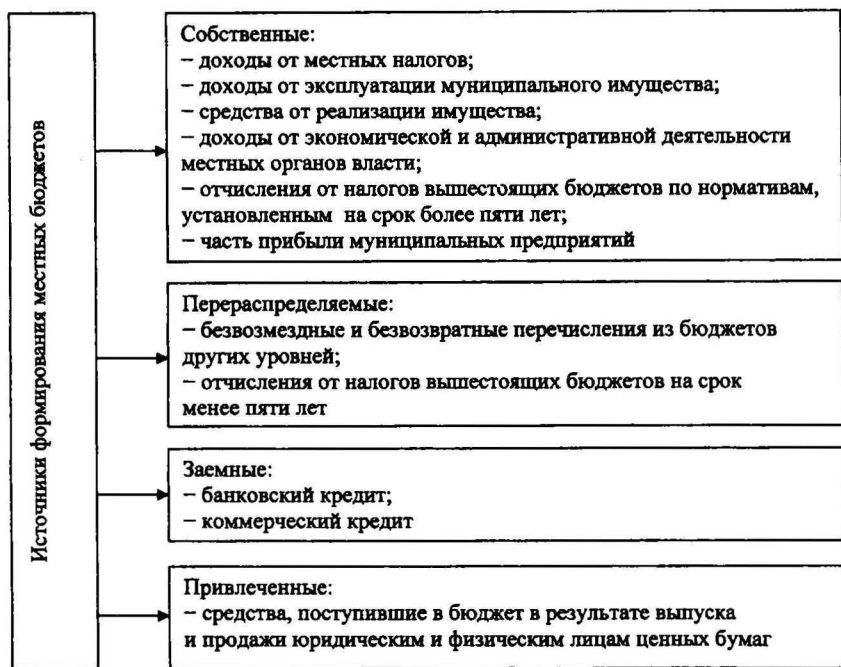 Источники формирования местных бюджетов
Собственные:
− доходы от местных налогов;
− доходы от эксплуатации муниципального имущества;
− средства от реализации имущества;
− доходы от экономической и административной деятельности
местных органов власти;
− отчисления от налогов вышестоящих бюджетов по нормативам,
установленным на срок более пяти лет;
− часть прибыли муниципальных предприятий
Перераспределяемые:
− безвозмездные и безвозвратные перечисления из бюджетов
других уровней;
− отчисления от налогов вышестоящих бюджетов на срок
менее пяти лет
Заемные:
− банковский кредит;
− коммерческий кредит
Привлеченные:
− средства, поступившие в бюджет в результате выпуска
и продажи юридическим и физическим лицам ценных бумаг